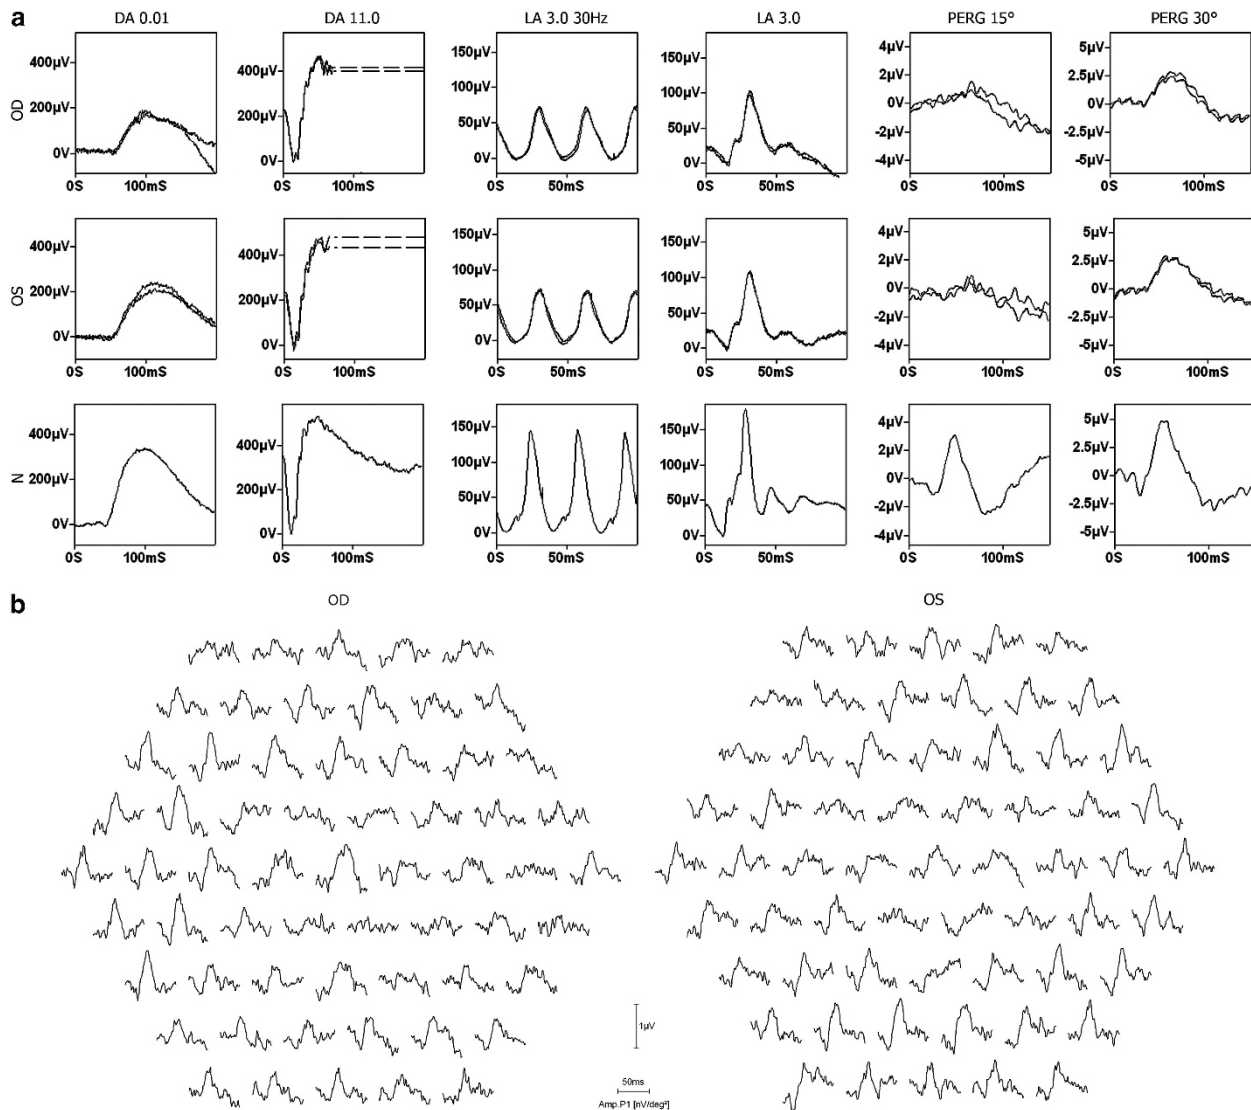 a DA 0.01 DA 11.0 LA 3.0 30Hz LA 3.0 PERG 15° PERG 30°
OD
400µV 200µV 0V 0S 100mS
400µV 200µV 0V 0S 100mS
150µV 100µV 50µV 0V 0S 50mS
150µV 100µV 50µV 0V 0S 50mS
4µV 2µV 0V -2µV -4µV 0S 100mS
5µV 2.5µV 0V -2.5µV -5µV 0S 100mS
OS
400µV 200µV 0V 0S 100mS
400µV 200µV 0V 0S 100mS
150µV 100µV 50µV 0V 0S 50mS
150µV 100µV 50µV 0V 0S 50mS
4µV 2µV 0V -2µV -4µV 0S 100mS
5µV 2.5µV 0V -2.5µV -5µV 0S 100mS
N
400µV 200µV 0V 0S 100mS
400µV 200µV 0V 0S 100mS
150µV 100µV 50µV 0V 0S 50mS
150µV 100µV 50µV 0V 0S 50mS
4µV 2µV 0V -2µV -4µV 0S 100mS
5µV 2.5µV 0V -2.5µV -5µV 0S 100mS
b OD OS
1µV
50ms
Amp.P1 [nV/deg²]